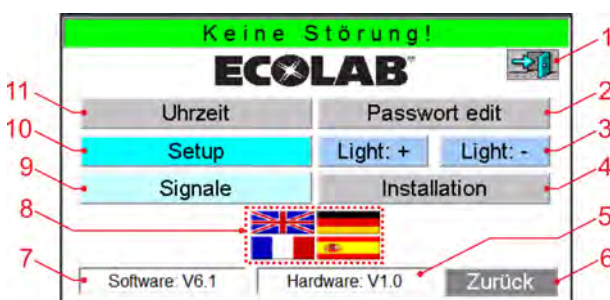 Keine Störung!
ECOLAB®
1
11 Uhrzeit Passwort edit 2
10 Setup Light: + Light: - 3
9 Signale Installation 4
8
5
7 Software: V6.1 Hardware: V1.0 Zurück 6